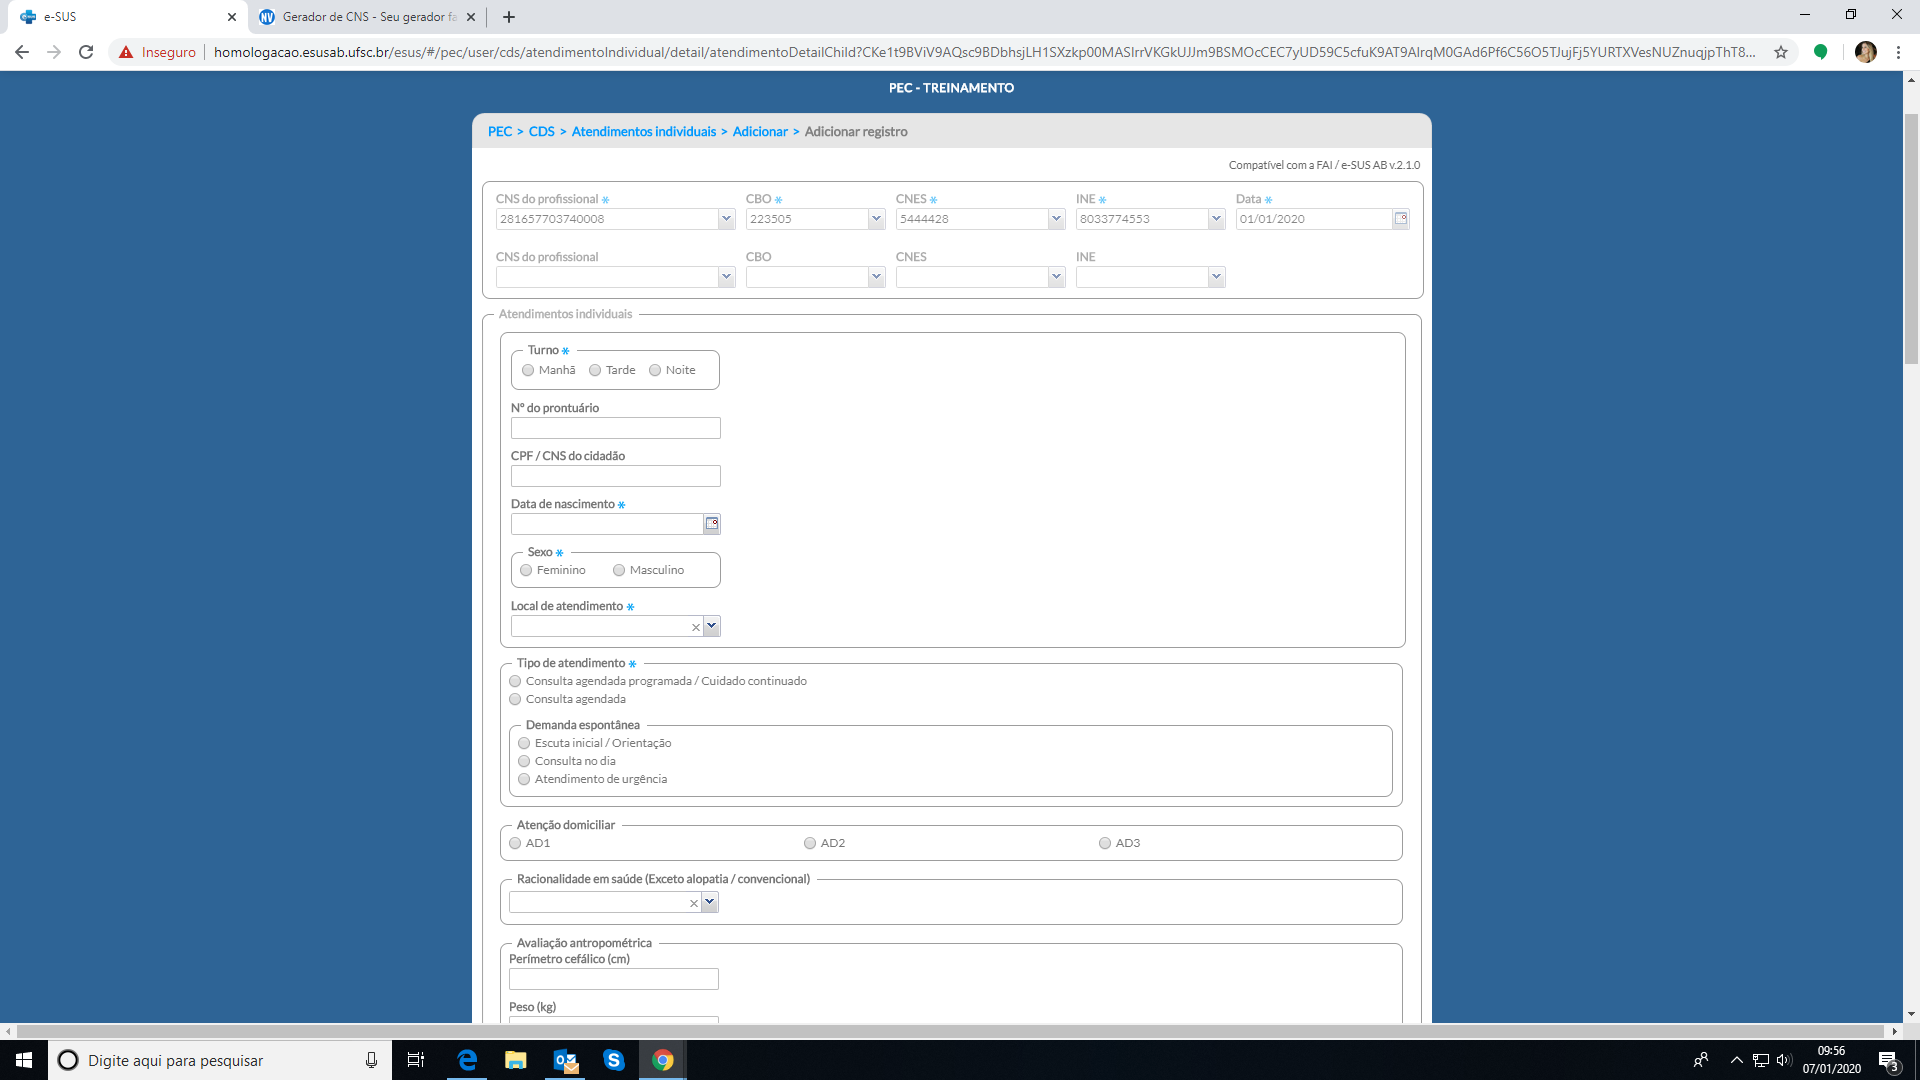 e-SUS
Gerador de CNS - Seu gerador fa
Inseguro
homologacao.esusab.ufsc.br/esus/#/pec/user/cds/atendimentoIndividual/detail/atendimentoDetailChild?
PEC - TREINAMENTO
PEC > CDS > Atendimentos individuais > Adicionar > Adicionar registro
Compatível com a FAI / e-SUS AB v.2.1.0
CNS do profissional * CBO * CNES * INE * Data *
281657703740008 223505 5444428 8033774553 01/01/2020
CNS do profissional CBO CNES INE
Atendimentos individuais
Turno *
Manhã Tarde Noite
Nº do prontuário
CPF / CNS do cidadão
Data de nascimento *
Sexo *
Feminino Masculino
Local de atendimento *
Tipo de atendimento *
Consulta agendada programada / Cuidado continuado
Consulta agendada
Demanda espontânea
Escuta inicial / Orientação
Consulta no dia
Atendimento de urgência
Atenção domiciliar
AD1 AD2 AD3
Racionalidade em saúde (Exceto alopatia / convencional)
Avaliação antropométrica
Perímetro cefálico (cm)
Peso (kg)
Digite aqui para pesquisar
09:56
07/01/2020
3